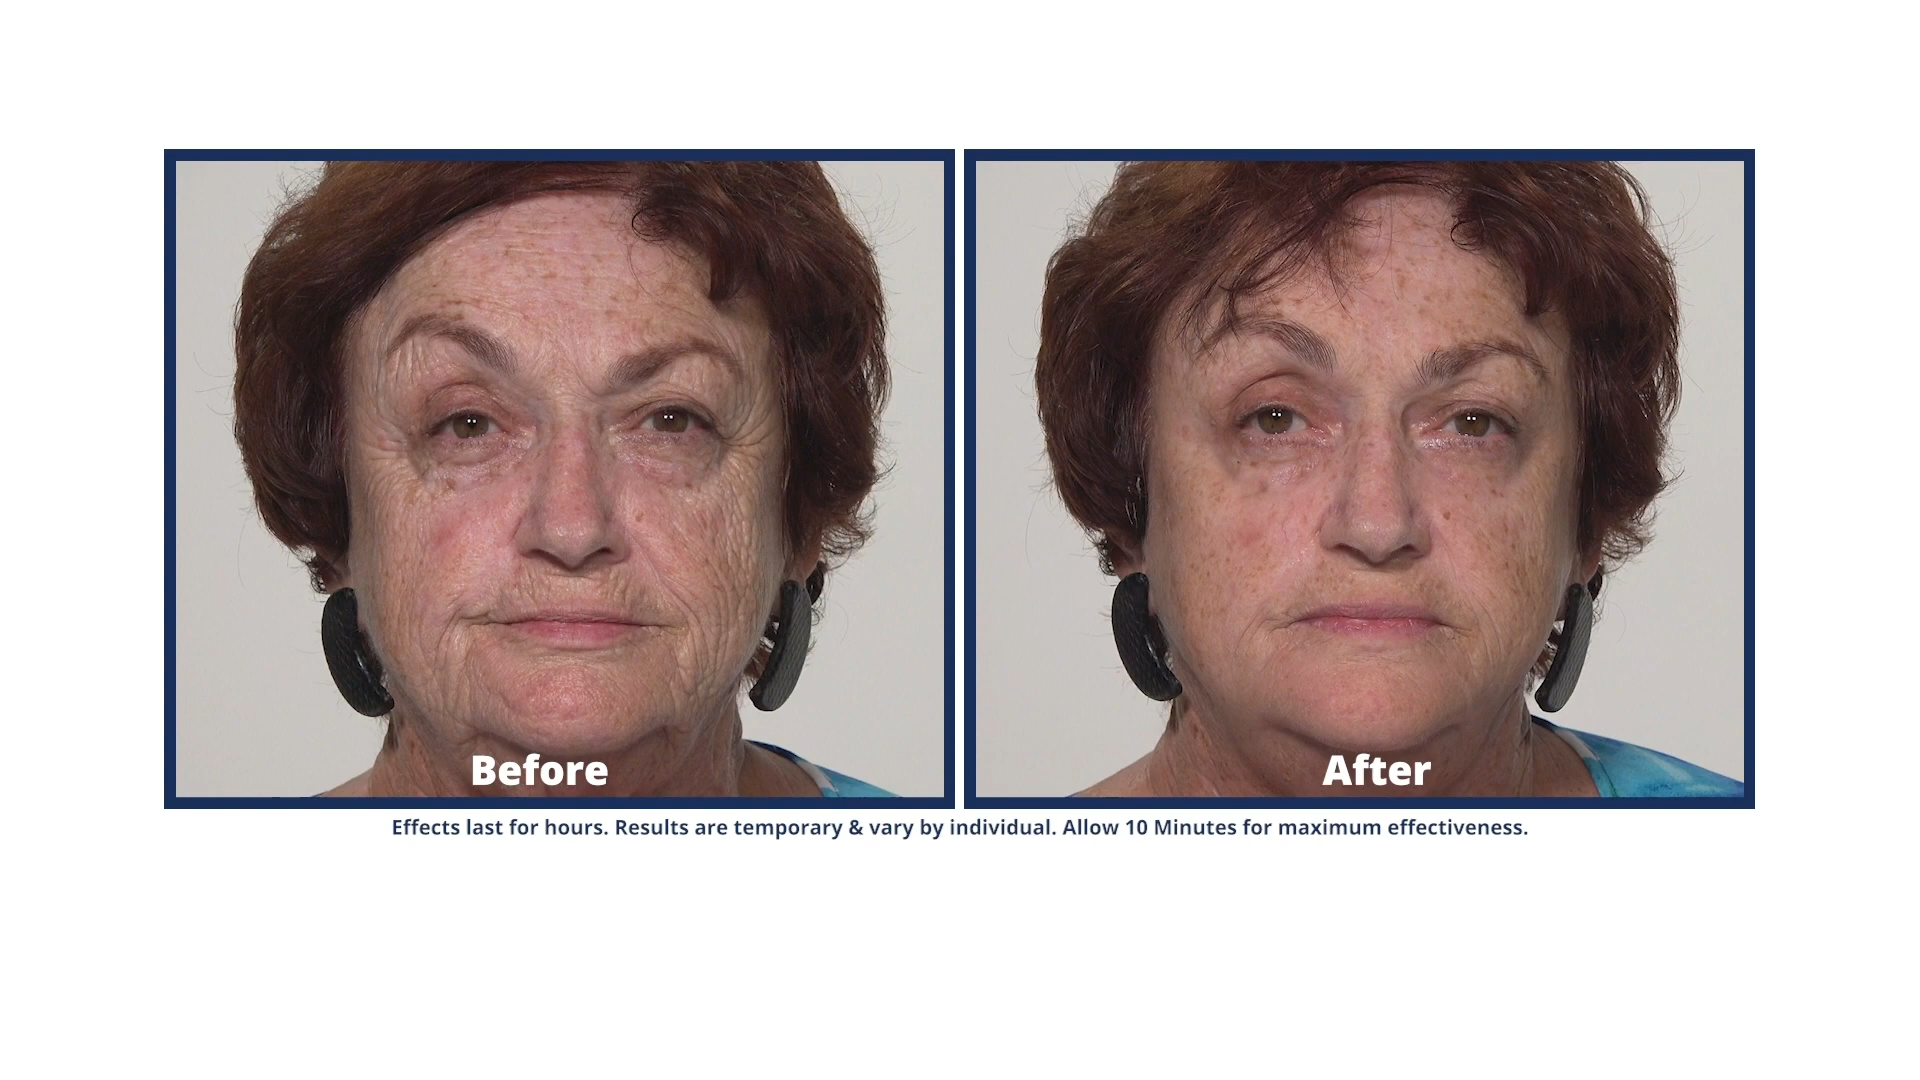 Before
After
Effects last for hours. Results are temporary & vary by individual. Allow 10 Minutes for maximum effectiveness.